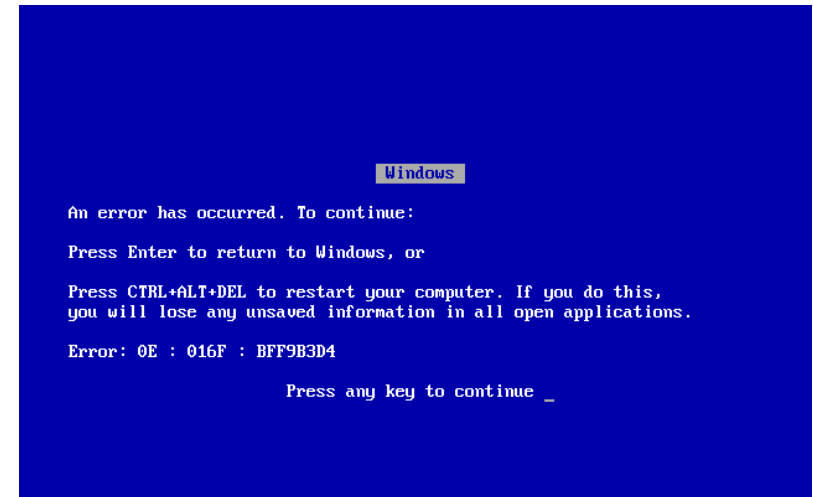 Windows
An error has occurred. To continue:
Press Enter to return to Windows, or
Press CTRL+ALT+DEL to restart your computer. If you do this,
you will lose any unsaved information in all open applications.
Error: 0E : 016F : BFF9B3D4
Press any key to continue _